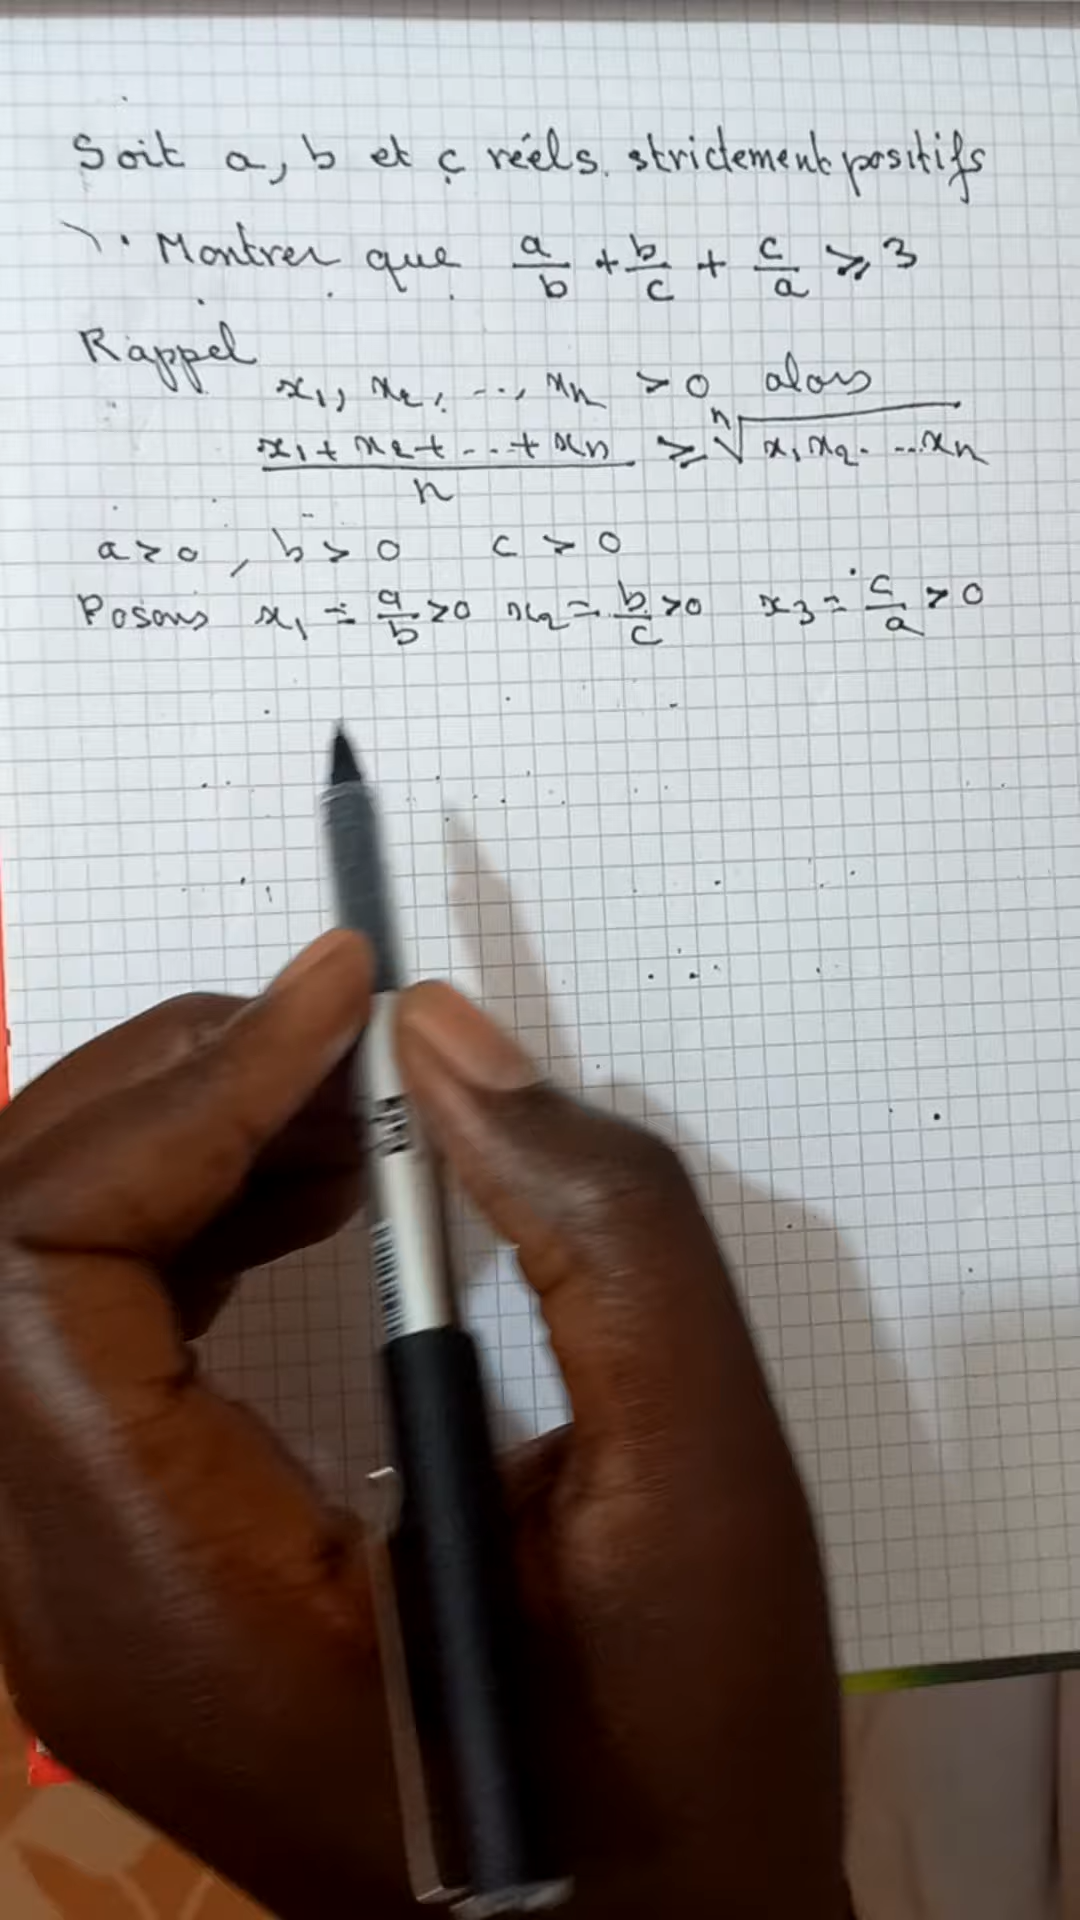 Soit a, b et c réels strictement positifs
Montrer que a/b + b/c + c/a ⩾ 3
Rappel
x₁, x₂, ..., xₙ > 0 alors
(x₁ + x₂ + ... + xₙ)/n ⩾ ⁿ√(x₁x₂...xₙ)
a > 0, b > 0 c > 0
Posons x₁ = a/b > 0 x₂ = b/c > 0 x₃ = c/a > 0